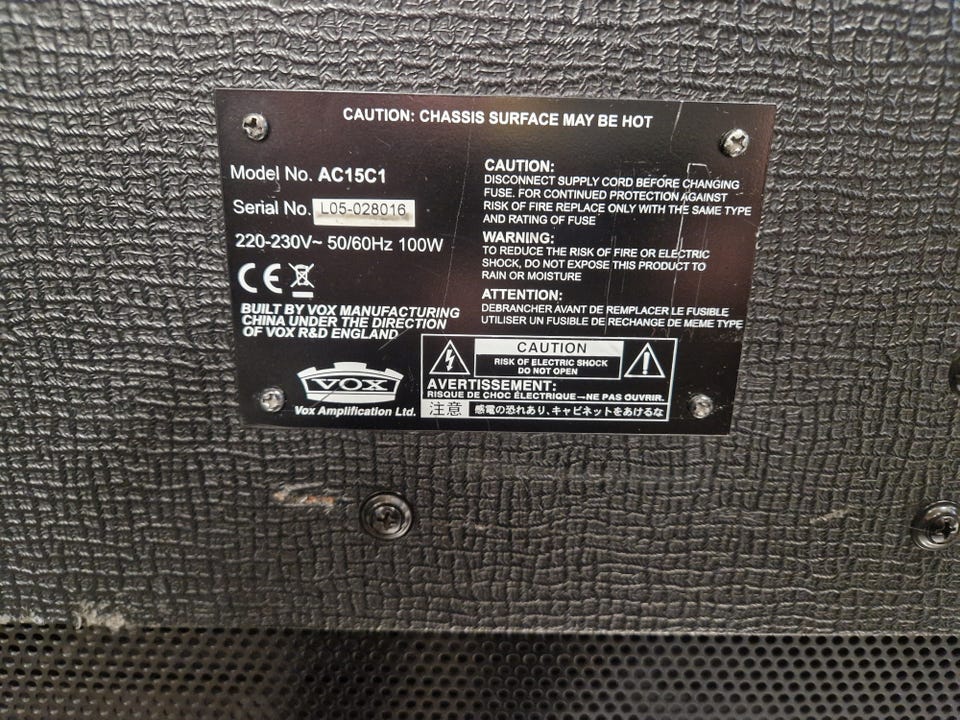 CAUTION: CHASSIS SURFACE MAY BE HOT
Model No. AC15C1
Serial No. L05-028016
220-230V~ 50/60Hz 100W
CE
BUILT BY VOX MANUFACTURING
CHINA UNDER THE DIRECTION
OF VOX R&D ENGLAND
VOX
Vox Amplification Ltd.
CAUTION:
DISCONNECT SUPPLY CORD BEFORE CHANGING
FUSE. FOR CONTINUED PROTECTION AGAINST
RISK OF FIRE REPLACE ONLY WITH THE SAME TYPE
AND RATING OF FUSE
WARNING:
TO REDUCE THE RISK OF FIRE OR ELECTRIC
SHOCK, DO NOT EXPOSE THIS PRODUCT TO
RAIN OR MOISTURE
ATTENTION:
DEBRANCHER AVANT DE REMPLACER LE FUSIBLE
UTILISER UN FUSIBLE DE RECHANGE DE MEME TYPE
CAUTION
RISK OF ELECTRIC SHOCK
DO NOT OPEN
AVERTISSEMENT:
RISQUE DE CHOC ÉLECTRIQUE—NE PAS OUVRIR.
注意 感電の恐れあり、キャビネットをあけるな